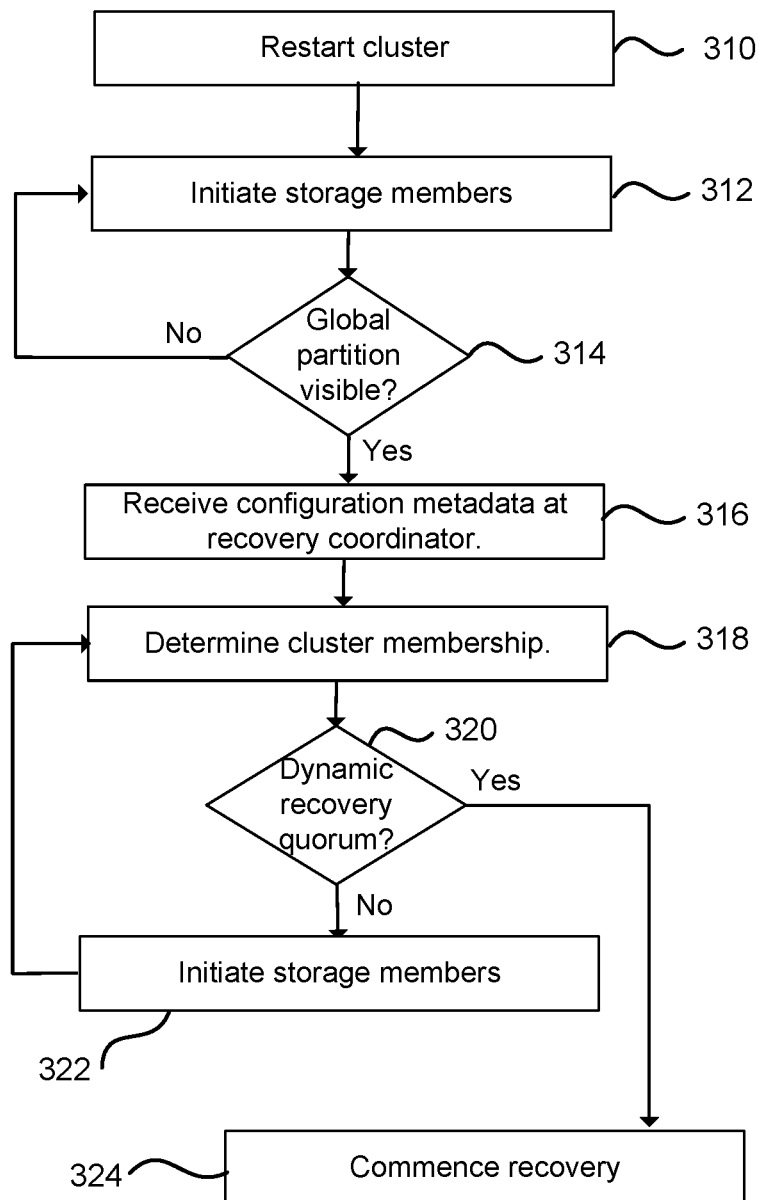 Restart cluster
310
Initiate storage members
312
Global
partition
visible?
314
No
Yes
Receive configuration metadata at
recovery coordinator.
316
Determine cluster membership.
318
320
Dynamic
recovery
quorum?
Yes
No
Initiate storage members
322
Commence recovery
324